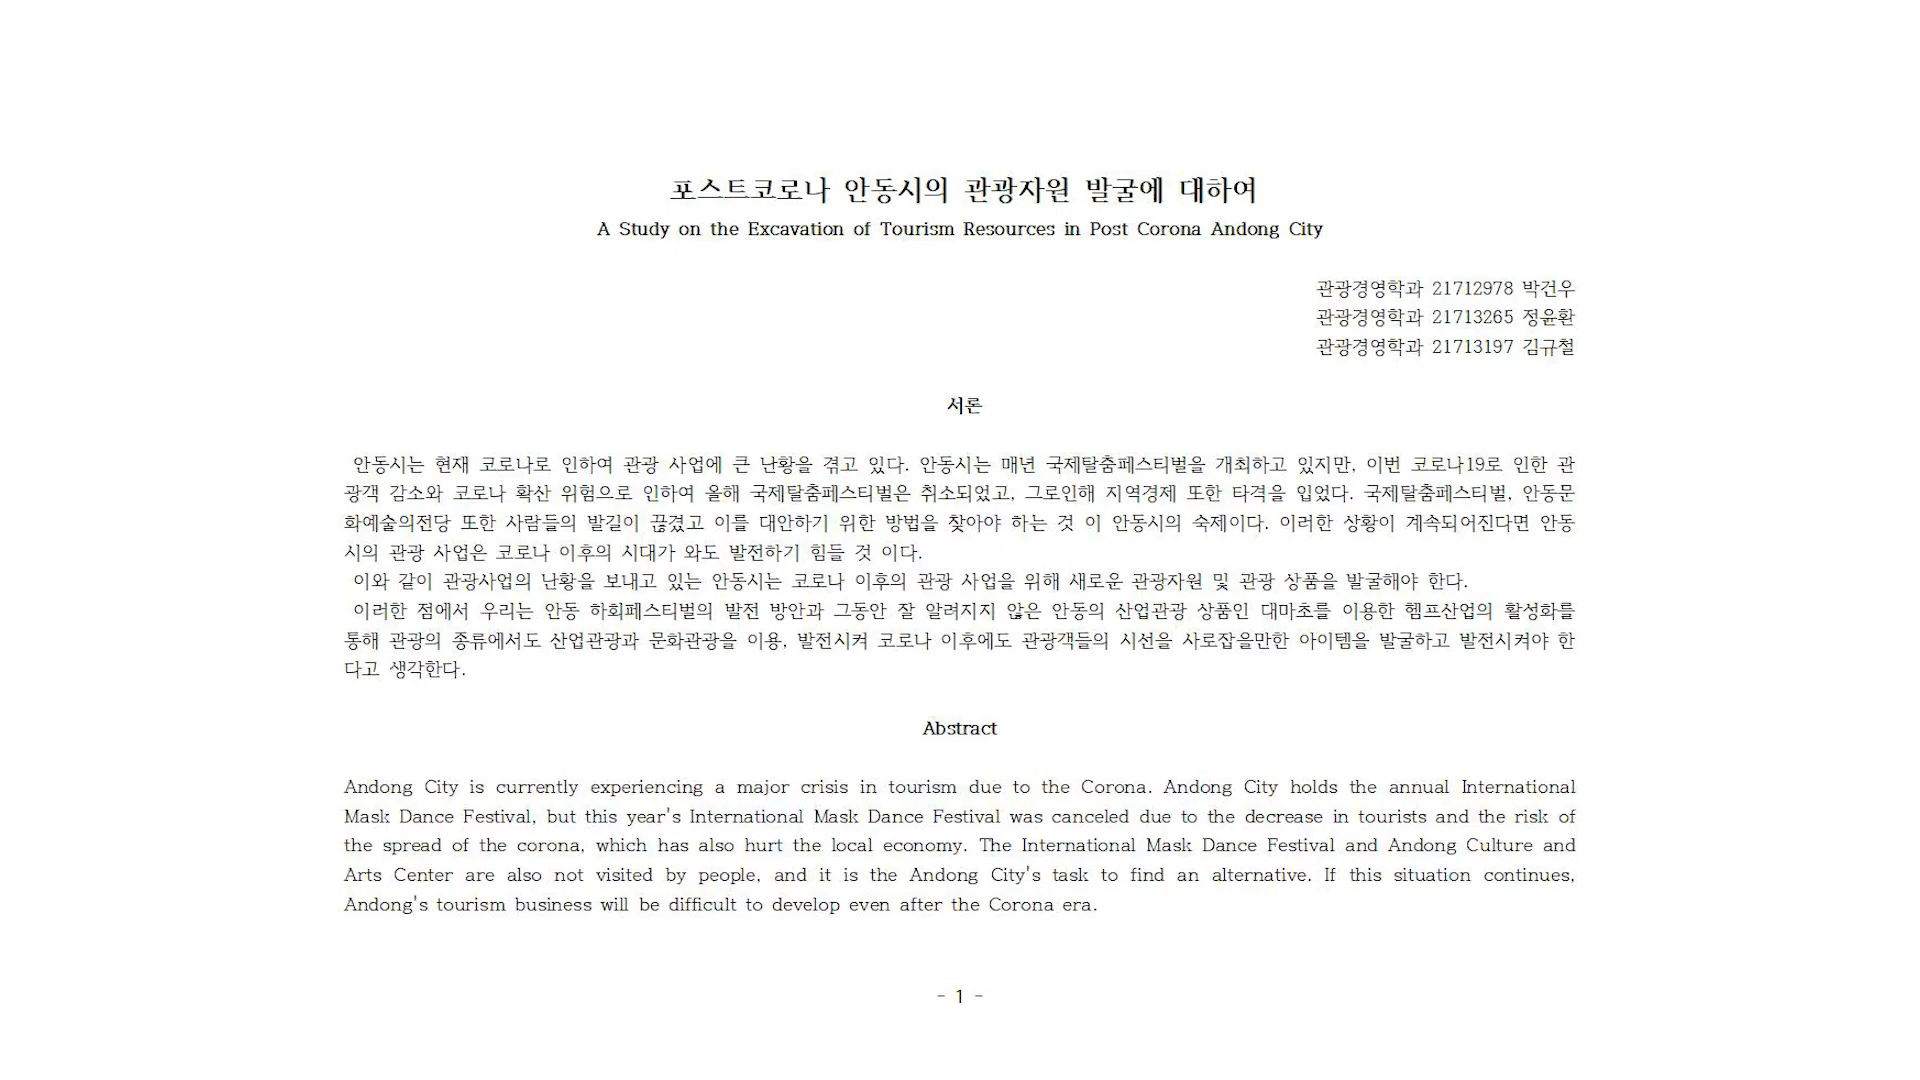 포스트코로나 안동시의 관광자원 발굴에 대하여
A Study on the Excavation of Tourism Resources in Post Corona Andong City
관광경영학과 21712978 박건우
관광경영학과 21713265 정윤환
관광경영학과 21713197 김규철
서론
안동시는 현재 코로나로 인하여 관광 사업에 큰 난황을 겪고 있다. 안동시는 매년 국제탈춤페스티벌을 개최하고 있지만, 이번 코로나19로 인한 관
광객 감소와 코로나 확산 위험으로 인하여 올해 국제탈춤페스티벌은 취소되었고, 그로인해 지역경제 또한 타격을 입었다. 국제탈춤페스티벌, 안동문
화예술의전당 또한 사람들의 발길이 끊겼고 이를 대안하기 위한 방법을 찾아야 하는 것 이 안동시의 숙제이다. 이러한 상황이 계속되어진다면 안동
시의 관광 사업은 코로나 이후의 시대가 와도 발전하기 힘들 것 이다.
이와 같이 관광사업의 난황을 보내고 있는 안동시는 코로나 이후의 관광 사업을 위해 새로운 관광자원 및 관광 상품을 발굴해야 한다.
이러한 점에서 우리는 안동 하회페스티벌의 발전 방안과 그동안 잘 알려지지 않은 안동의 산업관광 상품인 대마초를 이용한 헴프산업의 활성화를
통해 관광의 종류에서도 산업관광과 문화관광을 이용, 발전시켜 코로나 이후에도 관광객들의 시선을 사로잡을만한 아이템을 발굴하고 발전시켜야 한
다고 생각한다.
Abstract
Andong City is currently experiencing a major crisis in tourism due to the Corona. Andong City holds the annual International
Mask Dance Festival, but this year's International Mask Dance Festival was canceled due to the decrease in tourists and the risk of
the spread of the corona, which has also hurt the local economy. The International Mask Dance Festival and Andong Culture and
Arts Center are also not visited by people, and it is the Andong City's task to find an alternative. If this situation continues,
Andong's tourism business will be difficult to develop even after the Corona era.
- 1 -